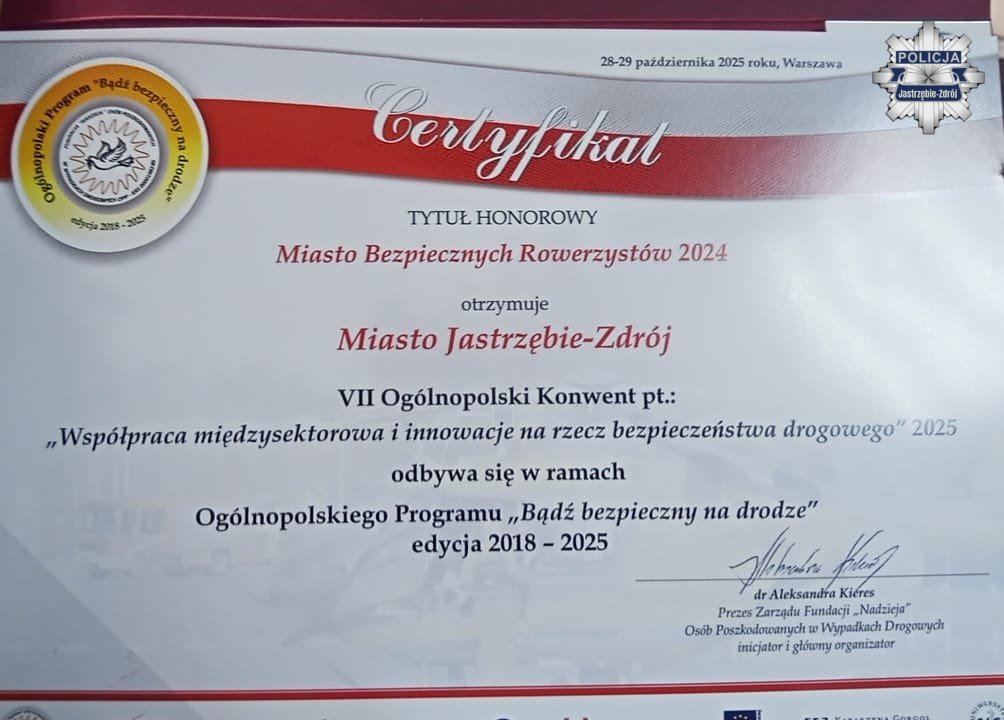 28-29 października 2025 roku, Warszawa
POLICJA
Jastrzębie-Zdrój
Ogólnopolski Program "Bądź bezpieczny na drodze"
edycja 2018 - 2025
Certyfikat
TYTUŁ HONOROWY
Miasto Bezpiecznych Rowerzystów 2024
otrzymuje
Miasto Jastrzębie-Zdrój
VII Ogólnopolski Konwent pt.:
„Współpraca międzysektorowa i innowacje na rzecz bezpieczeństwa drogowego” 2025
odbywa się w ramach
Ogólnopolskiego Programu „Bądź bezpieczny na drodze”
edycja 2018 – 2025
dr Aleksandra Kieres
Prezes Zarządu Fundacji „Nadzieja”
Osób Poszkodowanych w Wypadkach Drogowych
inicjator i główny organizator